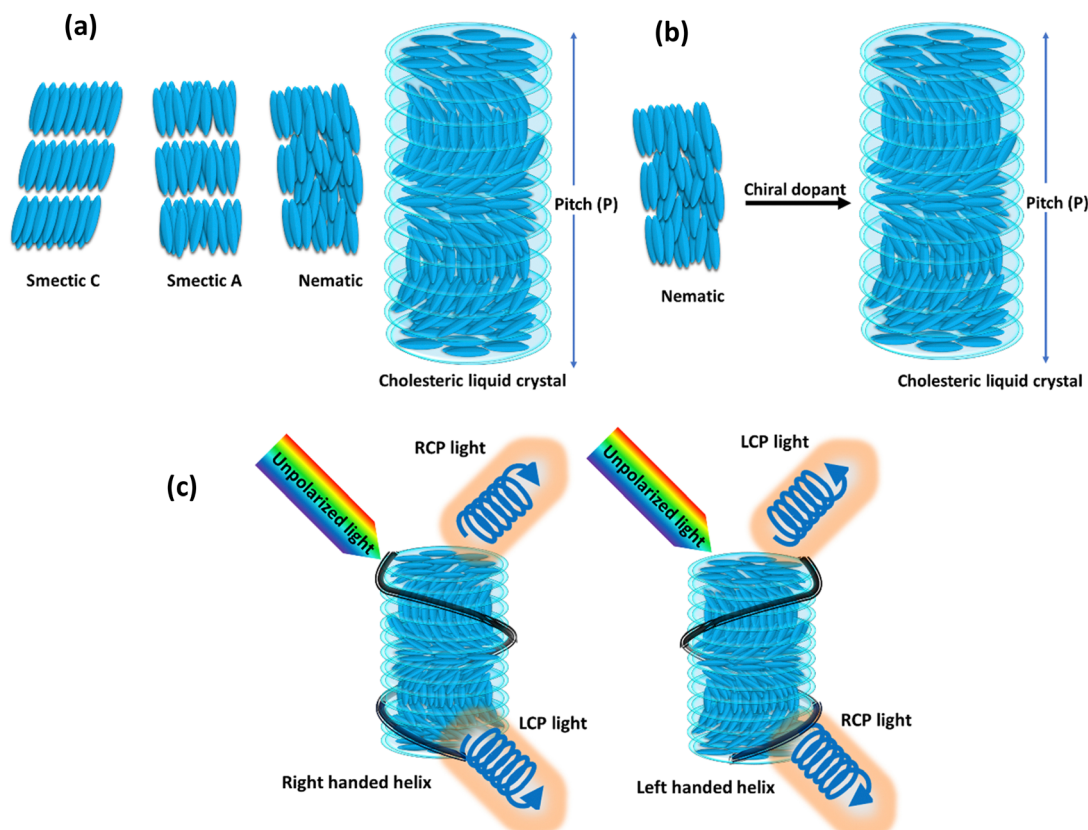 (a)
Smectic C
Smectic A
Nematic
Pitch (P)
Cholesteric liquid crystal
(b)
Nematic
Chiral dopant
Pitch (P)
Cholesteric liquid crystal
(c)
Unpolarized light
RCP light
LCP light
Right handed helix
Unpolarized light
LCP light
RCP light
Left handed helix